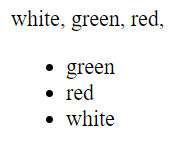 white, green, red,
• green
• red
• white